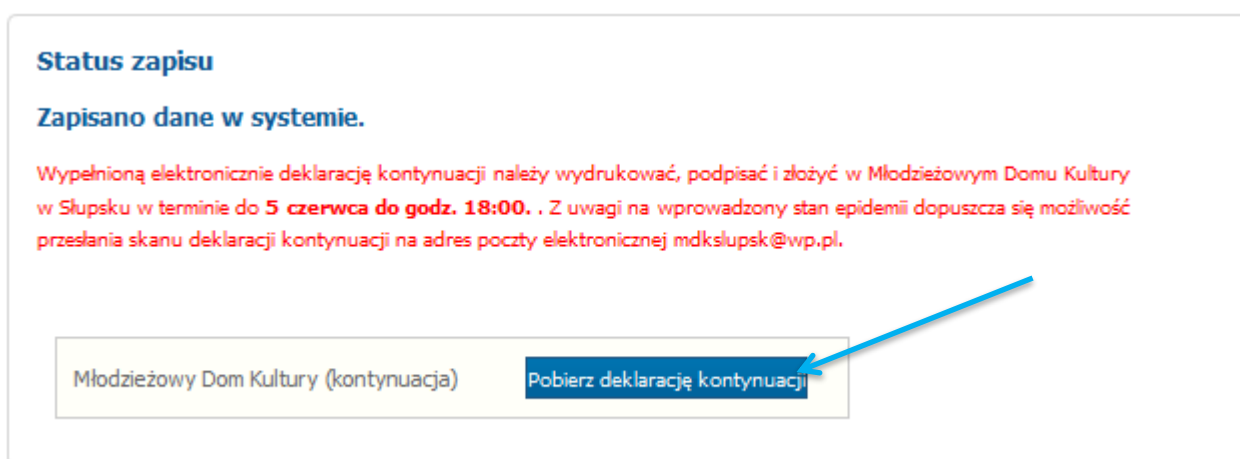 Status zapisu
Zapisano dane w systemie.
Wypełnioną elektronicznie deklarację kontynuacji należy wydrukować, podpisać i złożyć w Młodzieżowym Domu Kultury
w Słupsku w terminie do 5 czerwca do godz. 18:00. . Z uwagi na wprowadzony stan epidemii dopuszcza się możliwość
przesłania skanu deklaracji kontynuacji na adres poczty elektronicznej mdkslupsk@wp.pl.
Młodzieżowy Dom Kultury (kontynuacja) Pobierz deklarację kontynuacji